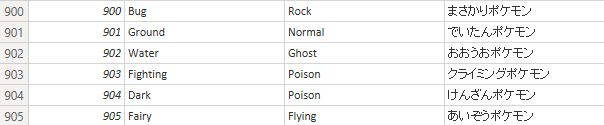 900 900 Bug Rock まさかりポケモン
901 901 Ground Normal でいたんポケモン
902 902 Water Ghost おおうおポケモン
903 903 Fighting Poison クライミングポケモン
904 904 Dark Poison けんざんポケモン
905 905 Fairy Flying あいぞうポケモン